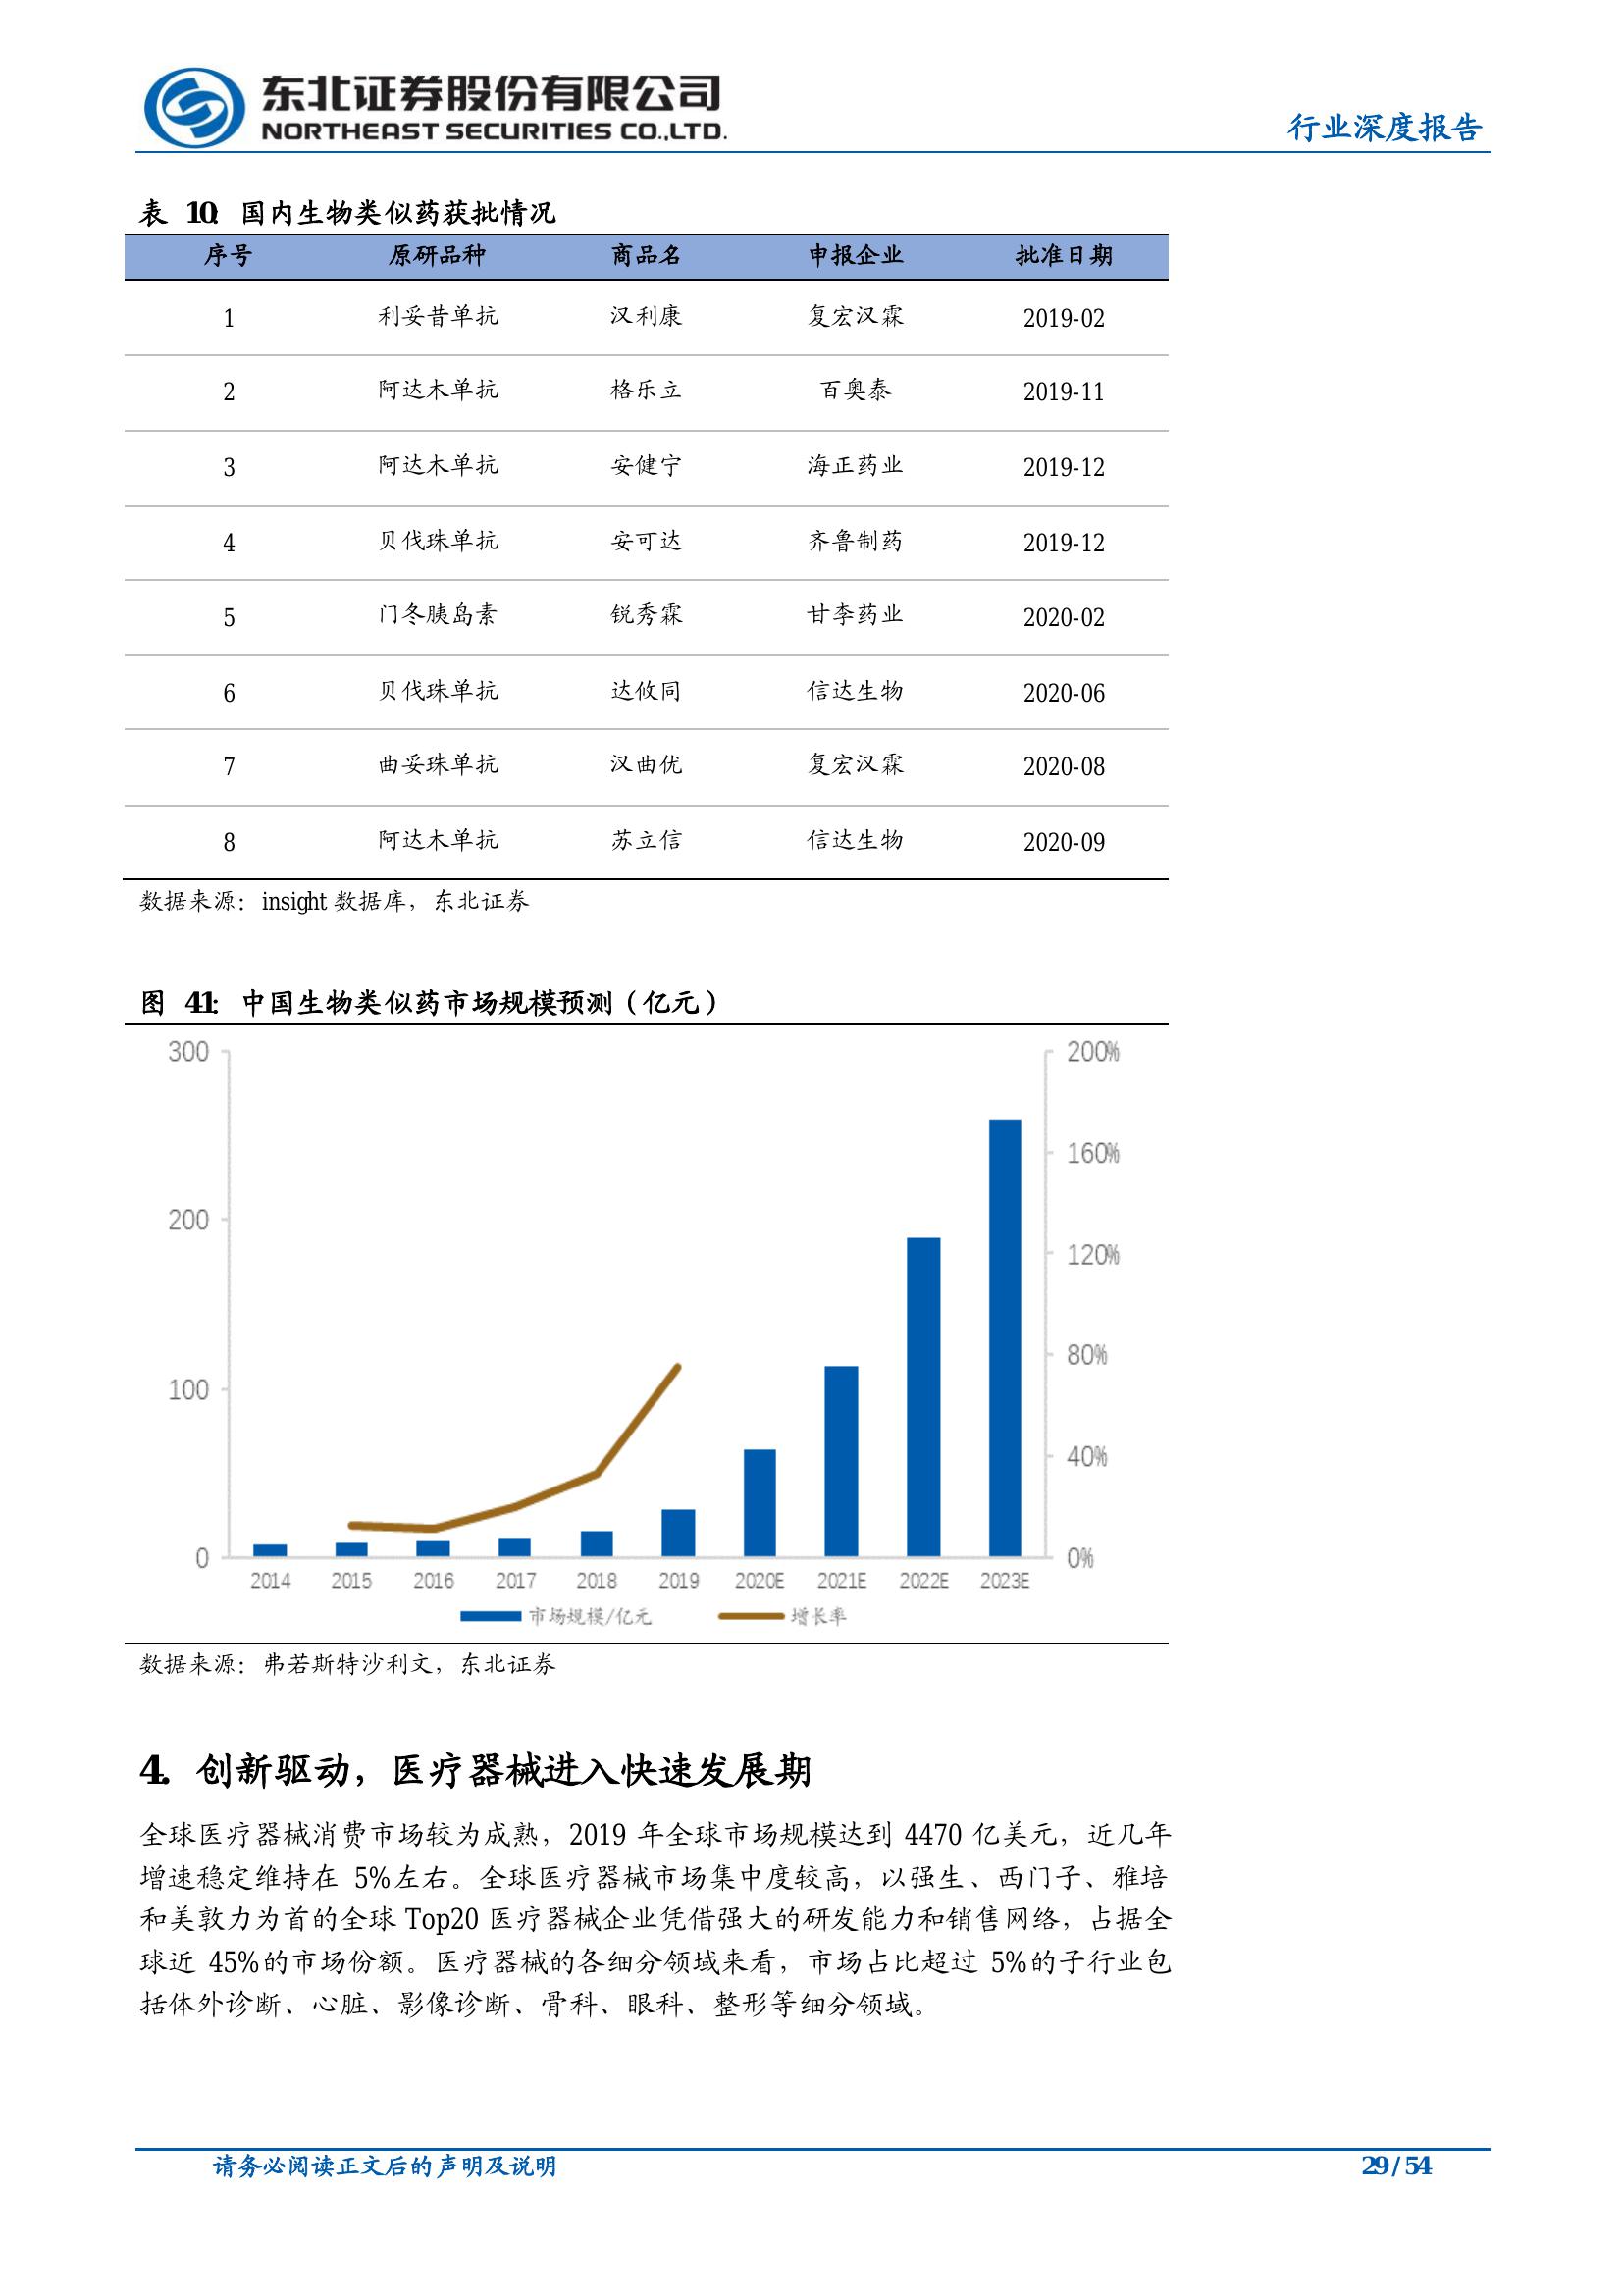 东北证券股份有限公司
NORTHEAST SECURITIES CO.,LTD.
行业深度报告
表 10: 国内生物类似药获批情况
序号 原研品种 商品名 申报企业 批准日期
1 利妥昔单抗 汉利康 复宏汉霖 2019-02
2 阿达木单抗 格乐立 百奥泰 2019-11
3 阿达木单抗 安健宁 海正药业 2019-12
4 贝伐珠单抗 安可达 齐鲁制药 2019-12
5 门冬胰岛素 锐秀霖 甘李药业 2020-02
6 贝伐珠单抗 达攸同 信达生物 2020-06
7 曲妥珠单抗 汉曲优 复宏汉霖 2020-08
8 阿达木单抗 苏立信 信达生物 2020-09
数据来源：insight 数据库，东北证券
图 41: 中国生物类似药市场规模预测（亿元）
300 200%
160%
200
120%
80%
100
40%
0 0%
2014 2015 2016 2017 2018 2019 2020E 2021E 2022E 2023E
市场规模/亿元 增长率
数据来源：弗若斯特沙利文，东北证券
4. 创新驱动，医疗器械进入快速发展期
全球医疗器械消费市场较为成熟，2019 年全球市场规模达到 4470 亿美元，近几年
增速稳定维持在 5%左右。全球医疗器械市场集中度较高，以强生、西门子、雅培
和美敦力为首的全球 Top20 医疗器械企业凭借强大的研发能力和销售网络，占据全
球近 45%的市场份额。医疗器械的各细分领域来看，市场占比超过 5%的子行业包
括体外诊断、心脏、影像诊断、骨科、眼科、整形等细分领域。
请务必阅读正文后的声明及说明 29 / 54